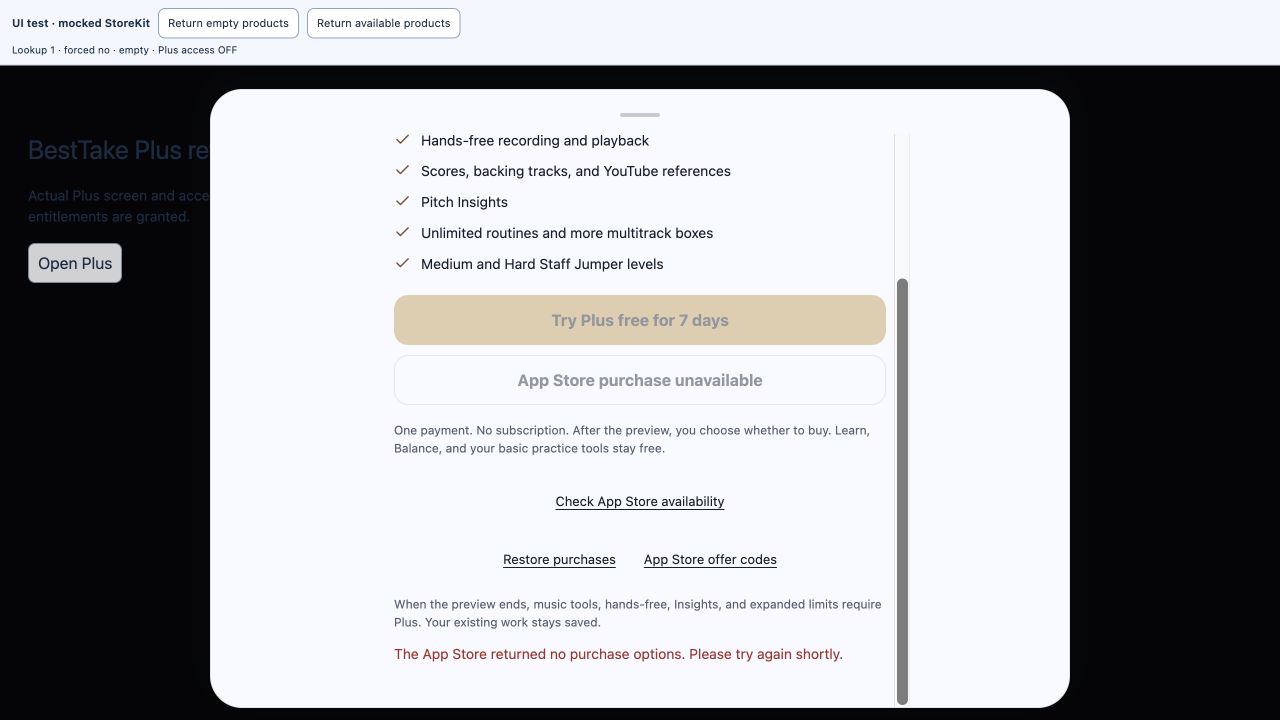 UI test · mocked StoreKit
Return empty products
Return available products
Lookup 1 · forced no · empty · Plus access OFF
BestTake Plus re
Actual Plus screen and acce
entitlements are granted.
Open Plus
Hands-free recording and playback
Scores, backing tracks, and YouTube references
Pitch Insights
Unlimited routines and more multitrack boxes
Medium and Hard Staff Jumper levels
Try Plus free for 7 days
App Store purchase unavailable
One payment. No subscription. After the preview, you choose whether to buy. Learn,
Balance, and your basic practice tools stay free.
Check App Store availability
Restore purchases
App Store offer codes
When the preview ends, music tools, hands-free, Insights, and expanded limits require
Plus. Your existing work stays saved.
The App Store returned no purchase options. Please try again shortly.